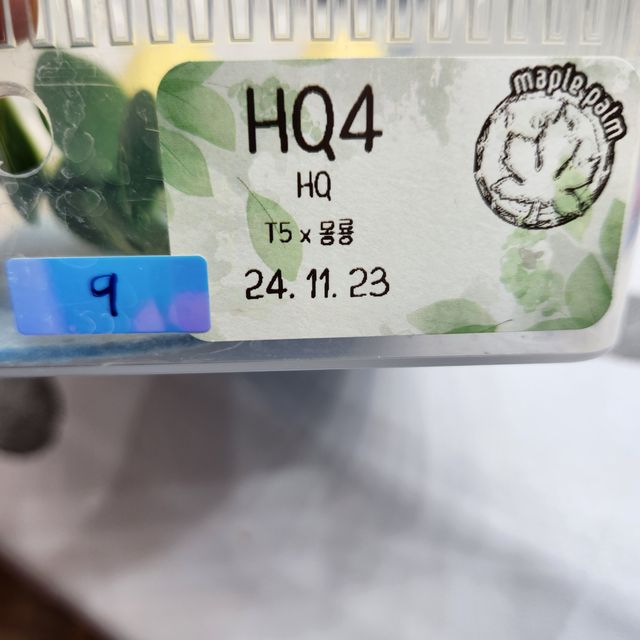 maple palm
HQ4
HQ
T5 x 몽룡
24. 11. 23
9